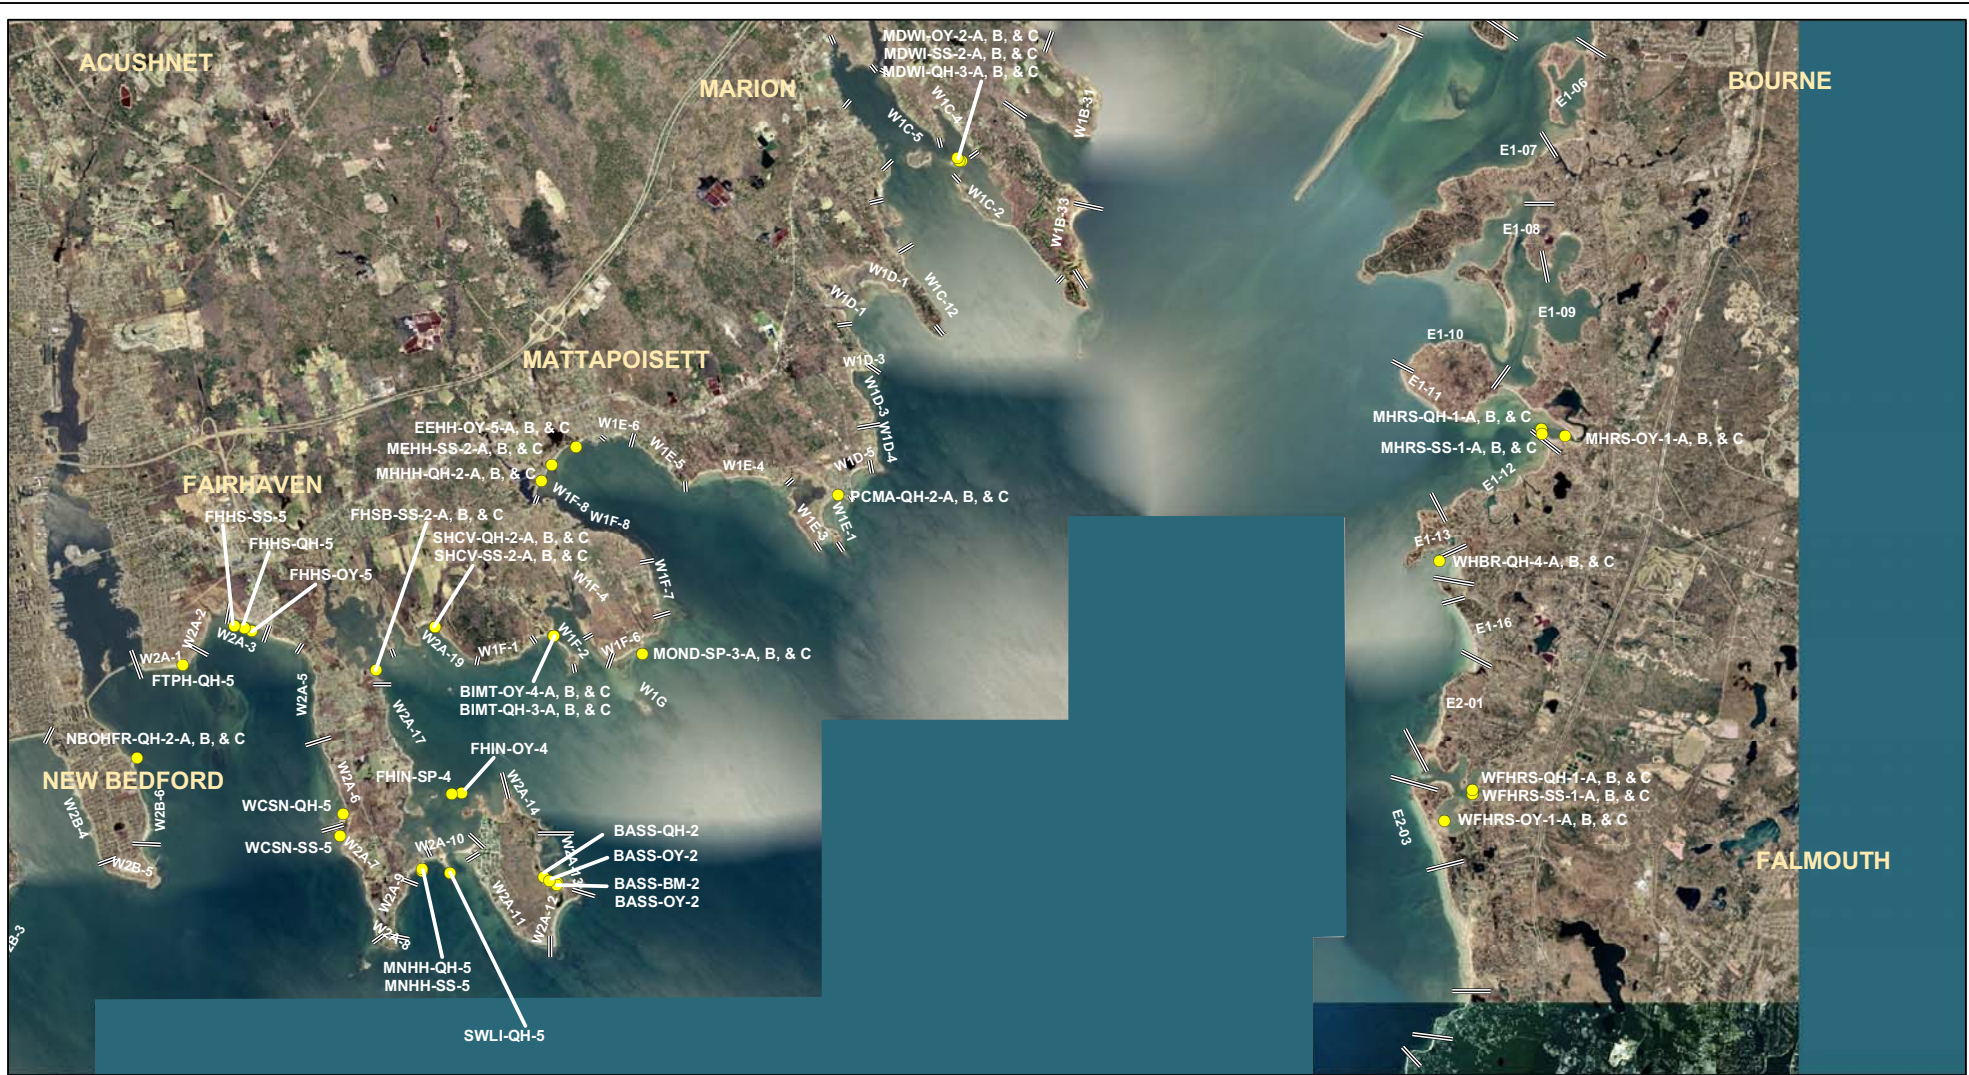 ACUSHNET
MARION
BOURNE
MDWI-OY-2-A, B, & C
MDWI-SS-2-A, B, & C
MDWI-QH-3-A, B, & C
W1C-4
W1C-5
W1B-31
E1-06
E1-07
W1C-2
W1B-33
E1-08
W1D-1
W1C-12
W1D-1
E1-09
E1-10
MATTAPOISETT
W1D-3
W1D-3
E1-11
EEHH-OY-5-A, B, & C
W1E-6
W1D-4
MHRS-QH-1-A, B, & C
MEHH-SS-2-A, B, & C
MHRS-SS-1-A, B, & C
MHRS-OY-1-A, B, & C
MHHH-QH-2-A, B, & C
W1E-5
W1E-4
W1D-5
E1-12
FAIRHAVEN
W1F-8
W1F-8
PCMA-QH-2-A, B, & C
FHHS-SS-5
FHSB-SS-2-A, B, & C
W1E-3
W1E-1
FHHS-QH-5
SHCV-QH-2-A, B, & C
SHCV-SS-2-A, B, & C
E1-13
WHBR-QH-4-A, B, & C
FHHS-OY-5
W1F-4
W1F-7
W2A-2
W2A-3
W2A-19
W1F-1
W1F-2
W1F-6
E1-16
W2A-1
MOND-SP-3-A, B, & C
FTPH-QH-5
W2A-5
BIMT-OY-4-A, B, & C
BIMT-QH-3-A, B, & C
W1G
E2-01
W2A-17
NBOHFR-QH-2-A, B, & C
FHIN-OY-4
NEW BEDFORD
FHIN-SP-4
W2A-14
WFHRS-QH-1-A, B, & C
WFHRS-SS-1-A, B, & C
W2A-6
WCSN-QH-5
W2B-4
W2B-6
WFHRS-OY-1-A, B, & C
E2-03
BASS-QH-2
WCSN-SS-5
W2A-7
W2A-10
BASS-OY-2
W2A-13
FALMOUTH
W2B-5
BASS-BM-2
BASS-OY-2
W2A-9
W2A-11
W2A-12
W2A-8
2B-3
MNHH-QH-5
MNHH-SS-5
SWLI-QH-5